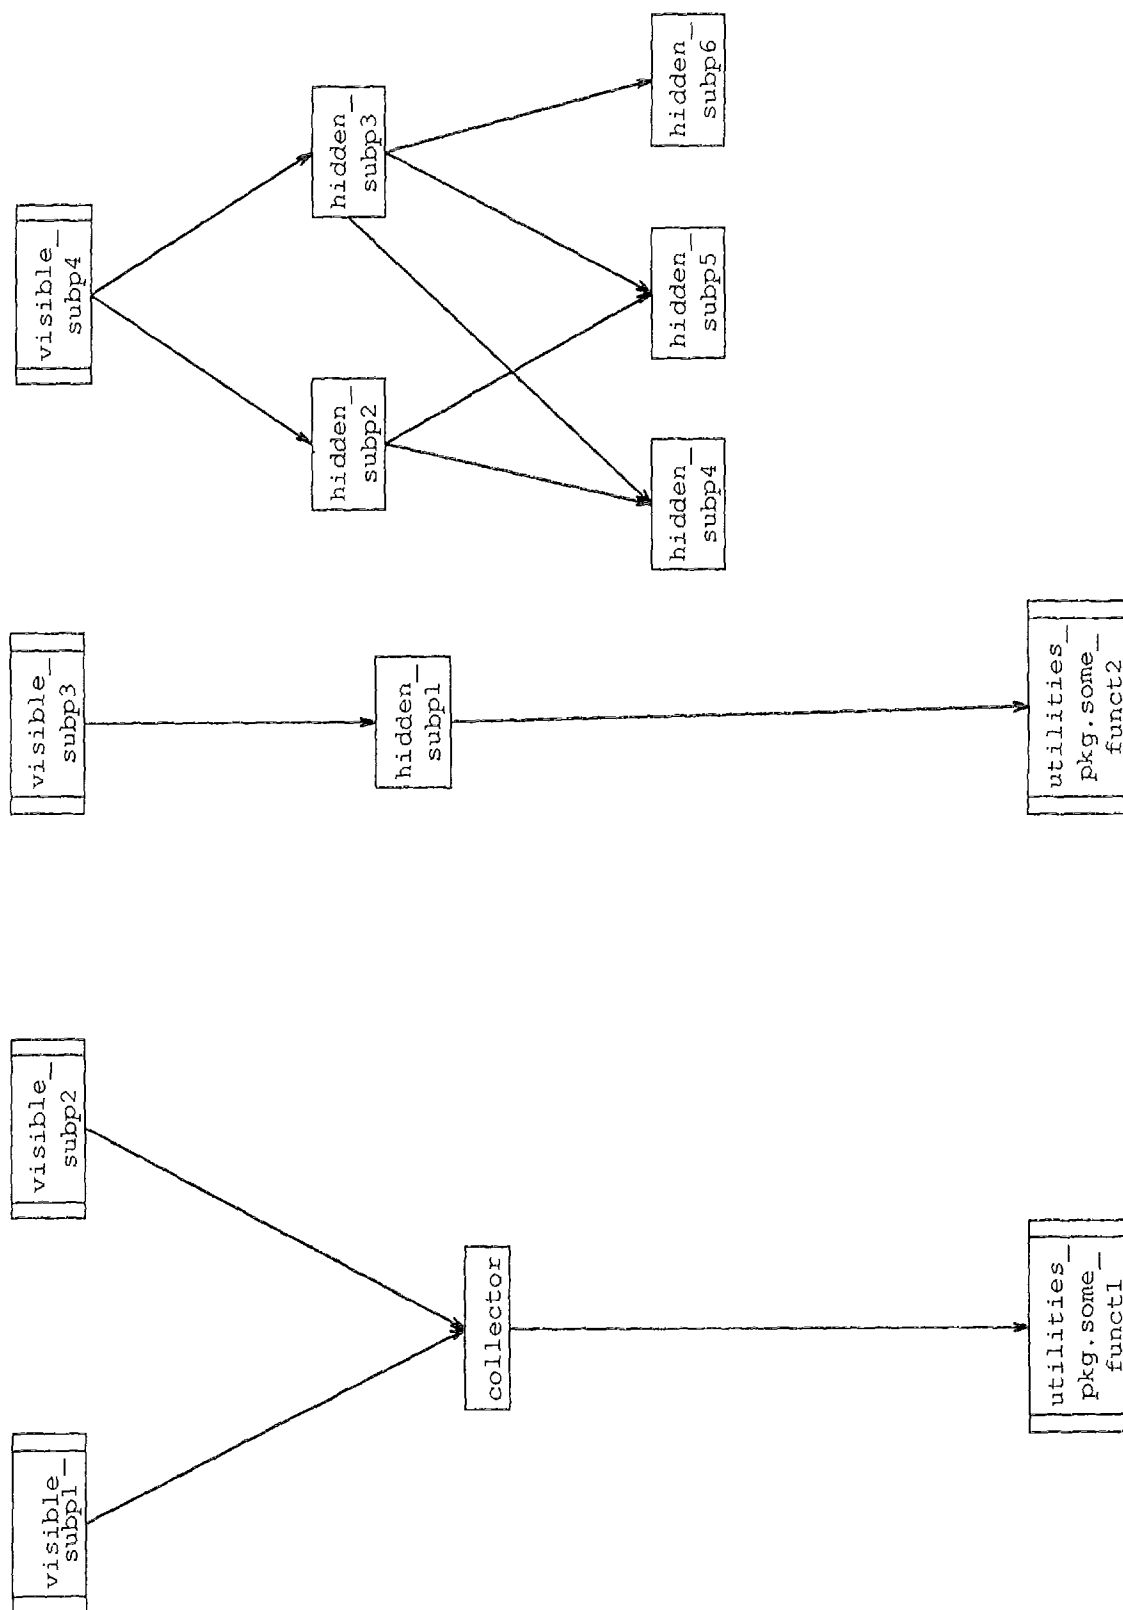 visible_
subp1
visible_
subp2
visible_
subp3
visible_
subp4
collector
hidden_
subp1
hidden_
subp2
hidden_
subp3
hidden_
subp4
hidden_
subp5
hidden_
subp6
utilities_
pkg.some_
funct1
utilities_
pkg.some_
funct2